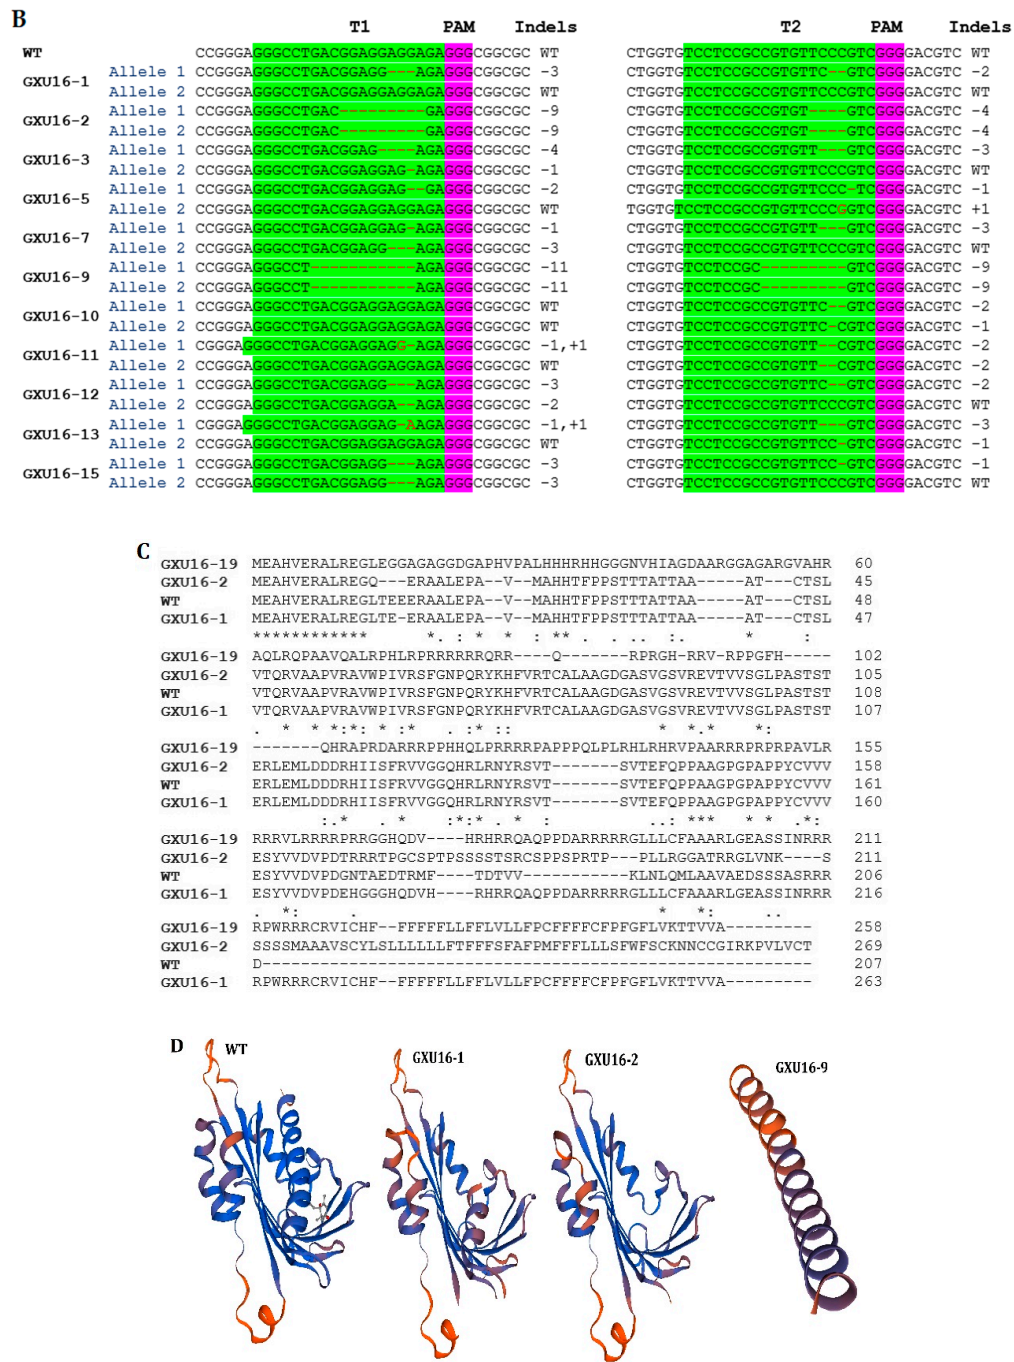 B
T1 PAM Indels T2 PAM Indels
WT CCGGGAGGGCCTGACGGAGGAGGAGAGGGCGGCGC WT CTGGTGTCCTCCGCCGTGTTCCCGTCGGGGACGTC WT
GXU16-1 Allele 1 CCGGGAGGGCCTGACGGAGG---AGAGGGCGGCGC -3 CTGGTGTCCTCCGCCGTGTTC--GTCGGGGACGTC -2
Allele 2 CCGGGAGGGCCTGACGGAGGAGGAGAGGGCGGCGC WT CTGGTGTCCTCCGCCGTGTTCCCGTCGGGGACGTC WT
GXU16-2 Allele 1 CCGGGAGGGCCTGAC---------GAGGGCGGCGC -9 CTGGTGTCCTCCGCCGTGT----GTCGGGGACGTC -4
Allele 2 CCGGGAGGGCCTGAC---------GAGGGCGGCGC -9 CTGGTGTCCTCCGCCGTGT----GTCGGGGACGTC -4
GXU16-3 Allele 1 CCGGGAGGGCCTGACGGAG----AGAGGGCGGCGC -4 CTGGTGTCCTCCGCCGTGTT---GTCGGGGACGTC -3
Allele 2 CCGGGAGGGCCTGACGGAGGAG-AGAGGGCGGCGC -1 CTGGTGTCCTCCGCCGTGTTCCCGTCGGGGACGTC WT
GXU16-5 Allele 1 CCGGGAGGGCCTGACGGAGGAG--GAGGGCGGCGC -2 CTGGTGTCCTCCGCCGTGTTCCC-TCGGGGACGTC -1
Allele 2 CCGGGAGGGCCTGACGGAGGAGGAGAGGGCGGCGC WT TGGTGTCCTCCGCCGTGTTCCCGGTCGGGGACGTC +1
GXU16-7 Allele 1 CCGGGAGGGCCTGACGGAGGAG-AGAGGGCGGCGC -1 CTGGTGTCCTCCGCCGTGTT---GTCGGGGACGTC -3
Allele 2 CCGGGAGGGCCTGACGGAGG---AGAGGGCGGCGC -3 CTGGTGTCCTCCGCCGTGTTCCCGTCGGGGACGTC WT
GXU16-9 Allele 1 CCGGGAGGGCCT-----------AGAGGGCGGCGC -11 CTGGTGTCCTCCGC---------GTCGGGGACGTC -9
Allele 2 CCGGGAGGGCCT-----------AGAGGGCGGCGC -11 CTGGTGTCCTCCGC---------GTCGGGGACGTC -9
GXU16-10 Allele 1 CCGGGAGGGCCTGACGGAGGAGGAGAGGGCGGCGC WT CTGGTGTCCTCCGCCGTGTTC--GTCGGGGACGTC -2
Allele 2 CCGGGAGGGCCTGACGGAGGAGGAGAGGGCGGCGC WT CTGGTGTCCTCCGCCGTGTTC-CGTCGGGGACGTC -1
GXU16-11 Allele 1 CGGGAGGGCCTGACGGAGGAGG-AGAGGGCGGCGC -1,+1 CTGGTGTCCTCCGCCGTGTT--CGTCGGGGACGTC -2
Allele 2 CCGGGAGGGCCTGACGGAGGAGGAGAGGGCGGCGC WT CTGGTGTCCTCCGCCGTGTT--CGTCGGGGACGTC -2
GXU16-12 Allele 1 CCGGGAGGGCCTGACGGAGG---AGAGGGCGGCGC -3 CTGGTGTCCTCCGCCGTGTTC--GTCGGGGACGTC -2
Allele 2 CCGGGAGGGCCTGACGGAGGA--AGAGGGCGGCGC -2 CTGGTGTCCTCCGCCGTGTTCCCGTCGGGGACGTC WT
GXU16-13 Allele 1 CGGGAGGGCCTGACGGAGGAG-AAGAGGGCGGCGC -1,+1 CTGGTGTCCTCCGCCGTGTT---GTCGGGGACGTC -3
Allele 2 CCGGGAGGGCCTGACGGAGGAGGAGAGGGCGGCGC WT CTGGTGTCCTCCGCCGTGTTCC-GTCGGGGACGTC -1
GXU16-15 Allele 1 CCGGGAGGGCCTGACGGAGG---AGAGGGCGGCGC -3 CTGGTGTCCTCCGCCGTGTTCC-GTCGGGGACGTC -1
Allele 2 CCGGGAGGGCCTGACGGAGG---AGAGGGCGGCGC -3 CTGGTGTCCTCCGCCGTGTTCCCGTCGGGGACGTC WT
C
GXU16-19 MEAHVERALREGLEGGAGAGGDGAPHVPALHHHRHHGGGNVHIAGDAARGGAGARGVAHR 60
GXU16-2 MEAHVERALREGQ---ERAALEPA--V--MAHHTFPPSTTTATTAA-----AT---CTSL 45
WT MEAHVERALREGLTEEERAALEPA--V--MAHHTFPPSTTTATTAA-----AT---CTSL 48
GXU16-1 MEAHVERALREGLTE-ERAALEPA--V--MAHHTFPPSTTTATTAA-----AT---CTSL 47
************ *. : * * : ** . .. :. * :
GXU16-19 AQLRQPAAVQALRPHLRPRRRRRRQRR----Q-------RPRGH-RRV-RPPGFH----- 102
GXU16-2 VTQRVAAPVRAVWPIVRSFGNPQRYKHFVRTCALAAGDGASVGSVREVTVVSGLPASTST 105
WT VTQRVAAPVRAVWPIVRSFGNPQRYKHFVRTCALAAGDGASVGSVREVTVVSGLPASTST 108
GXU16-1 VTQRVAAPVRAVWPIVRSFGNPQRYKHFVRTCALAAGDGASVGSVREVTVVSGLPASTST 107
. * * *:*: * .* . :* :: * *.* *:
GXU16-19 -------QHRAPRDARRRPPHHQLPRRRRPAPPPQLPLRHLRHRVPAARRRPRPRPAVLR 155
GXU16-2 ERLEMLDDDRHIISFRVVGGQHRLRNYRSVT-------SVTEFQPPAAGPGPAPPYCVVV 158
WT ERLEMLDDDRHIISFRVVGGQHRLRNYRSVT-------SVTEFQPPAAGPGPAPPYCVVV 161
GXU16-1 ERLEMLDDDRHIISFRVVGGQHRLRNYRSVT-------SVTEFQPPAAGPGPAPPYCVVV 160
:.* . * :*:* * : . : *** * * .*:
GXU16-19 RRRVLRRRRPRRGGHQDV----HRHRRQAQPPDARRRRRGLLLCFAAARLGEASSINRRR 211
GXU16-2 ESYVVDVPDTRRRTPGCSPTPSSSSTSRCSPPSPRTP---PLLRGGATRRGLVNK----S 211
WT ESYVVDVPDGNTAEDTRMF----TDTVV--------KLNLQMLAAVAEDSSSASRRR 206
GXU16-1 ESYVVDVPDEHGGGHQDVH---RHRRQAQPPDARRRRRGLLLCFAAARLGEASSINRRR 216
. *: . * *: ..
GXU16-19 RPWRRRCRVICHF--FFFFFLLFFLVLLFPCFFFFCFPFGFLVKTTVVA--------- 258
GXU16-2 SSSSMAAAVSCYLSLLLLLLFTFFFSFAFPMFFFLLLSFWFSCKNNCCGIRKPVLVCT 269
WT D--------------------------------------------------------- 207
GXU16-1 RPWRRRCRVICHF--FFFFFLLFFLVLLFPCFFFFCFPFGFLVKTTVVA--------- 263
D
WT
GXU16-1
GXU16-2
GXU16-9